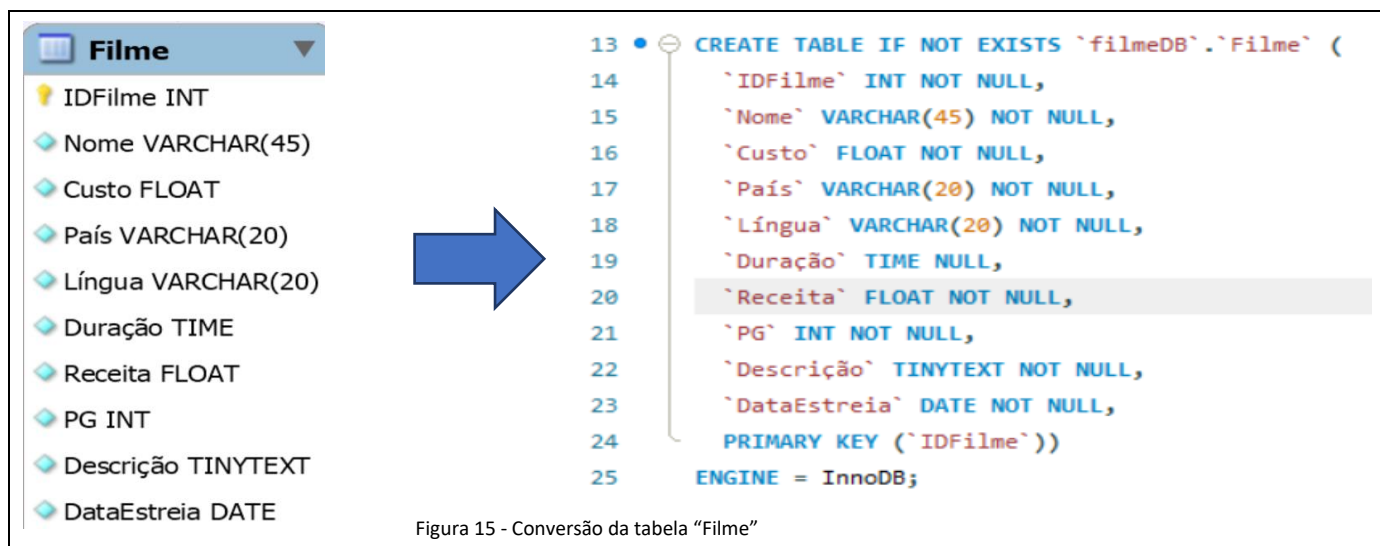 Filme
IDFilme INT
Nome VARCHAR(45)
Custo FLOAT
País VARCHAR(20)
Língua VARCHAR(20)
Duração TIME
Receita FLOAT
PG INT
Descrição TINYTEXT
DataEstreia DATE
13 CREATE TABLE IF NOT EXISTS `filmeDB`.`Filme` (
14 `IDFilme` INT NOT NULL,
15 `Nome` VARCHAR(45) NOT NULL,
16 `Custo` FLOAT NOT NULL,
17 `País` VARCHAR(20) NOT NULL,
18 `Língua` VARCHAR(20) NOT NULL,
19 `Duração` TIME NULL,
20 `Receita` FLOAT NOT NULL,
21 `PG` INT NOT NULL,
22 `Descrição` TINYTEXT NOT NULL,
23 `DataEstreia` DATE NOT NULL,
24 PRIMARY KEY (`IDFilme`))
25 ENGINE = InnoDB;
Figura 15 - Conversão da tabela “Filme”